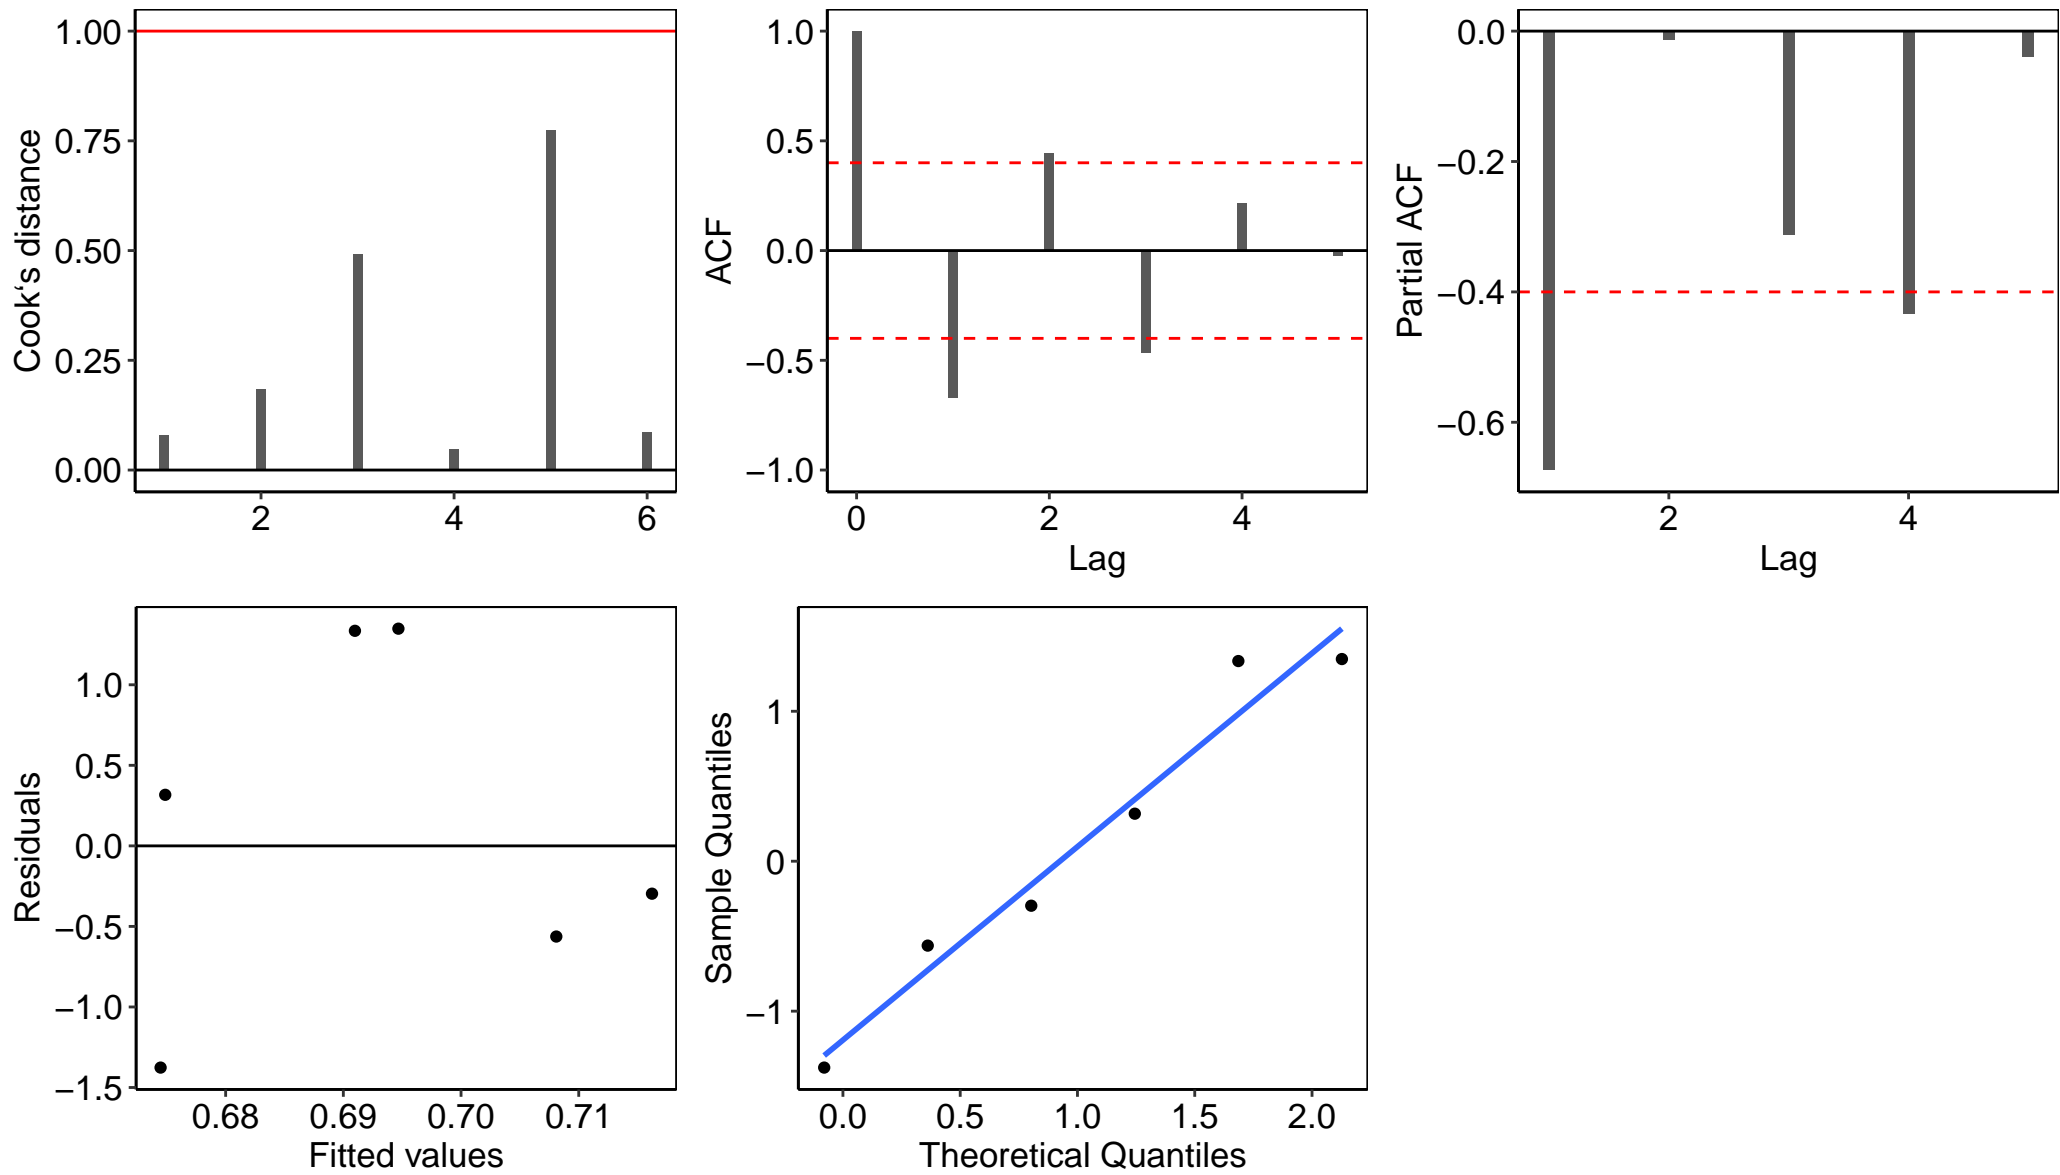 1.00
0.75
0.50
0.25
0.00
Cook‘s distance
2 4 6
1.0
0.5
0.0
−0.5
−1.0
ACF
0 2 4
Lag
0.0
−0.2
−0.4
−0.6
Partial ACF
2 4
Lag
1.0
0.5
0.0
−0.5
−1.0
−1.5
Residuals
0.68 0.69 0.70 0.71
Fitted values
1
0
−1
Sample Quantiles
0.0 0.5 1.0 1.5 2.0
Theoretical Quantiles